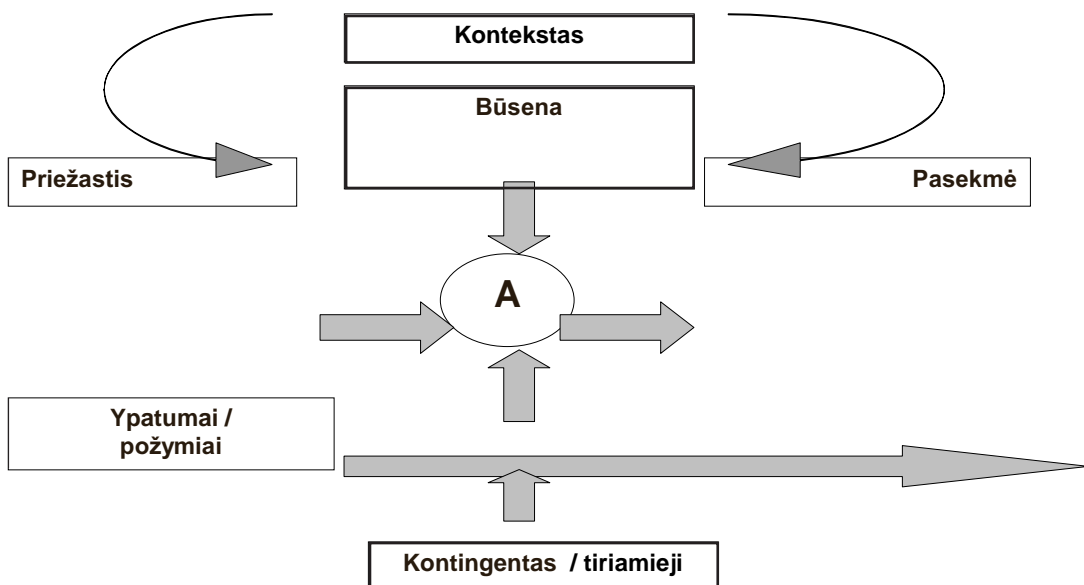 Kontekstas
Būsena
Priežastis
Pasekmė
A
Ypatumai /
požymiai
Kontingentas / tiriamieji